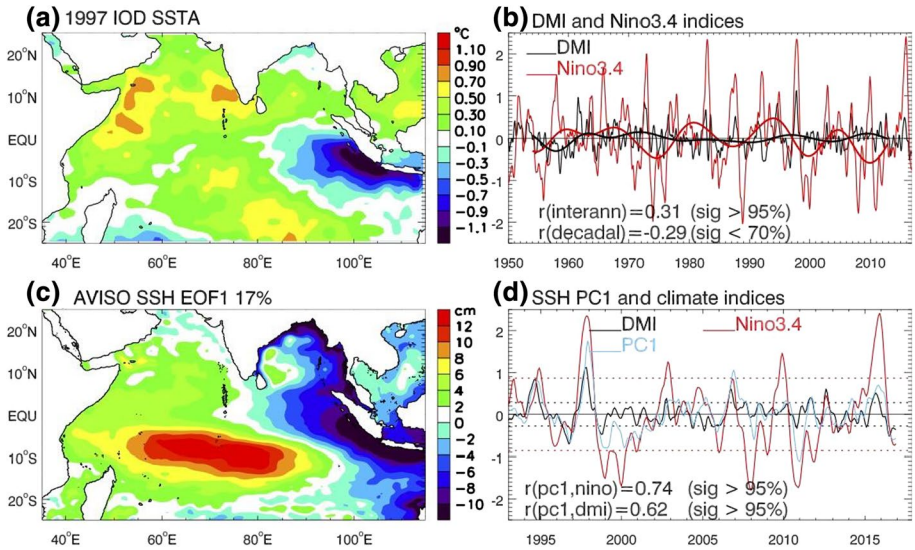 (a) 1997 IOD SSTA
20°N
10°N
EQU
10°S
20°S
40°E 60°E 80°E 100°E
°C
1.10
0.90
0.70
0.50
0.30
0.10
−0.1
−0.3
−0.5
−0.7
−0.9
−1.1
(b) DMI and Nino3.4 indices
DMI
Nino3.4
2
1
0
-1
-2
r(interann)=0.31 (sig > 95%)
r(decadal)=-0.29 (sig < 70%)
1950 1960 1970 1980 1990 2000 2010
(c) AVISO SSH EOF1 17%
20°N
10°N
EQU
10°S
20°S
40°E 60°E 80°E 100°E
cm
12
10
8
6
4
2
0
−2
−4
−6
−8
−10
(d) SSH PC1 and climate indices
DMI Nino3.4
PC1
2
1
0
-1
-2
r(pc1,nino)=0.74 (sig > 95%)
r(pc1,dmi)=0.62 (sig > 95%)
1995 2000 2005 2010 2015